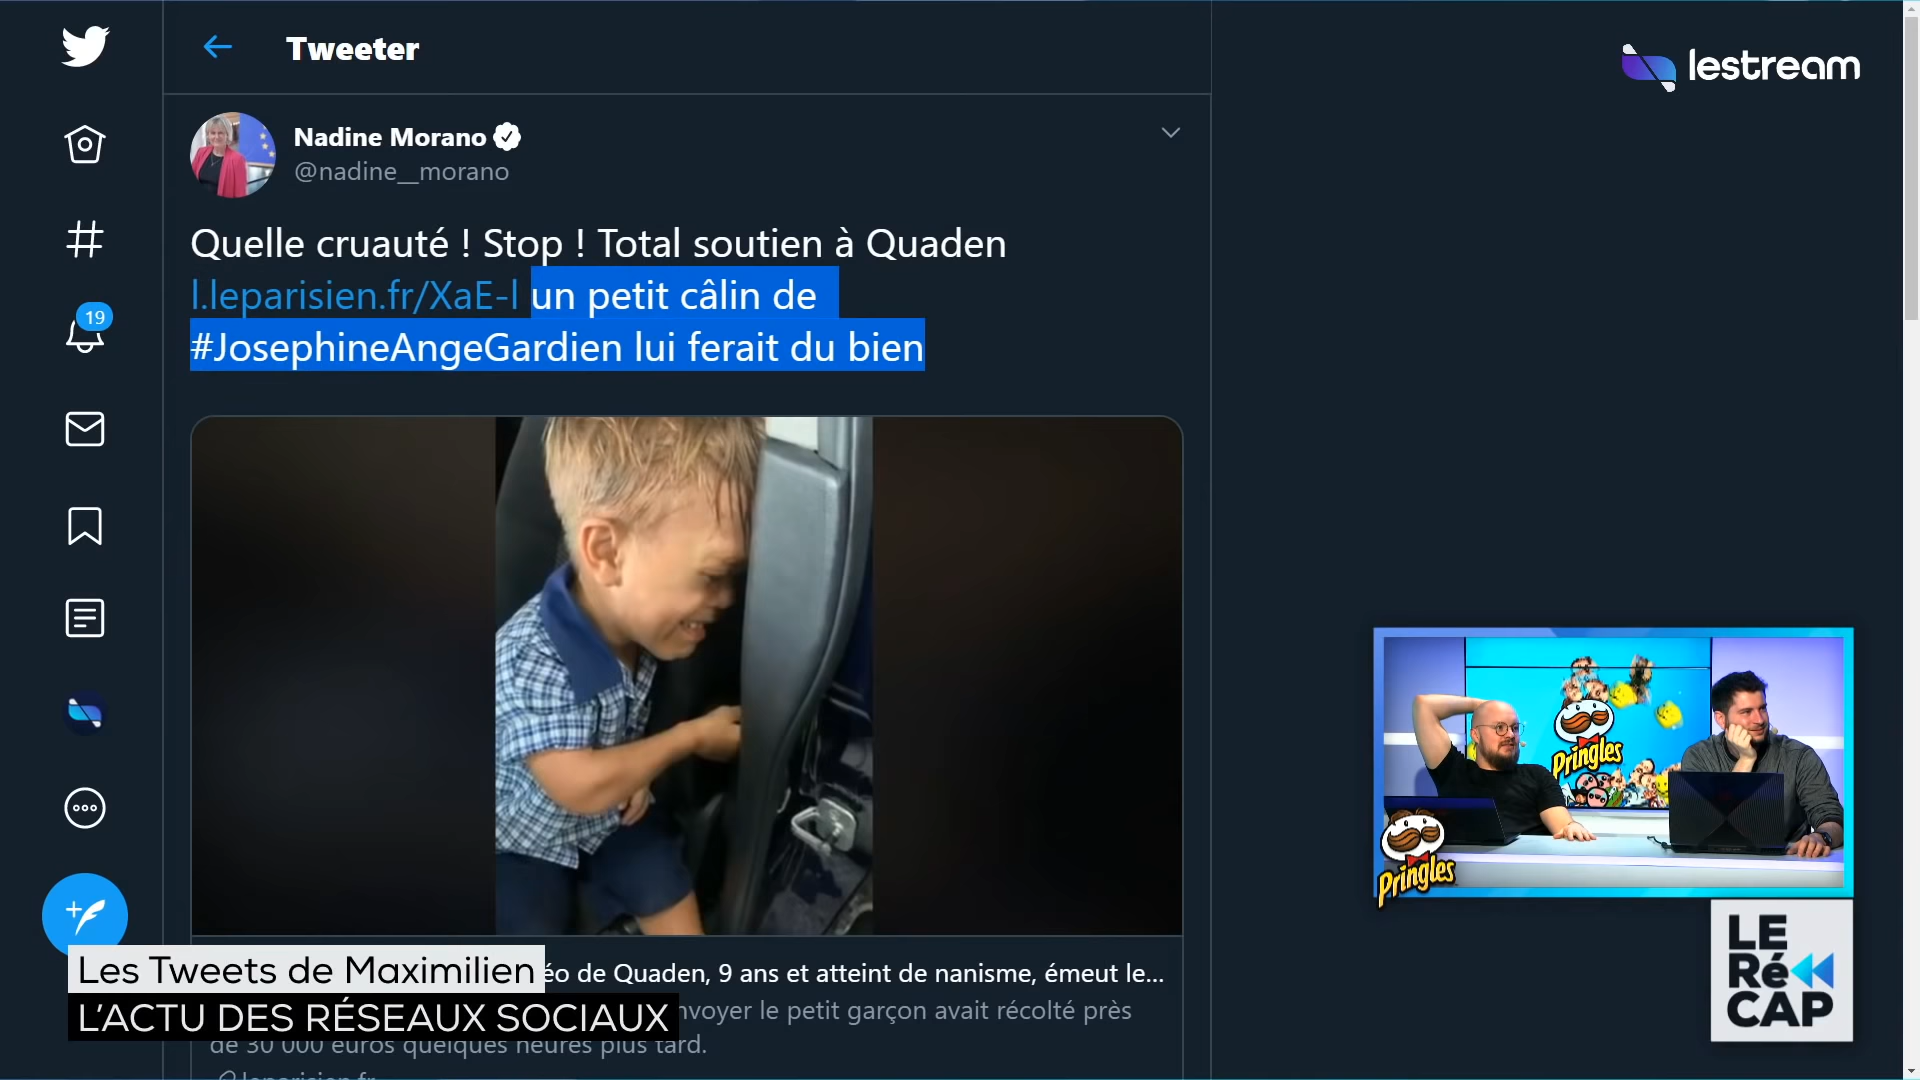 Tweeter
lestream
Nadine Morano
@nadine__morano
Quelle cruauté ! Stop ! Total soutien à Quaden
l.leparisien.fr/XaE-l un petit câlin de
#JosephineAngeGardien lui ferait du bien
19
Pringles
Pringles
Les Tweets de Maximilien
éo de Quaden, 9 ans et atteint de nanisme, émeut le...
L'ACTU DES RÉSEAUX SOCIAUX
nvoyer le petit garçon avait récolté près
de 30 000 euros quelques heures plus tard.
leparisien.fr
LE
Ré
CAP